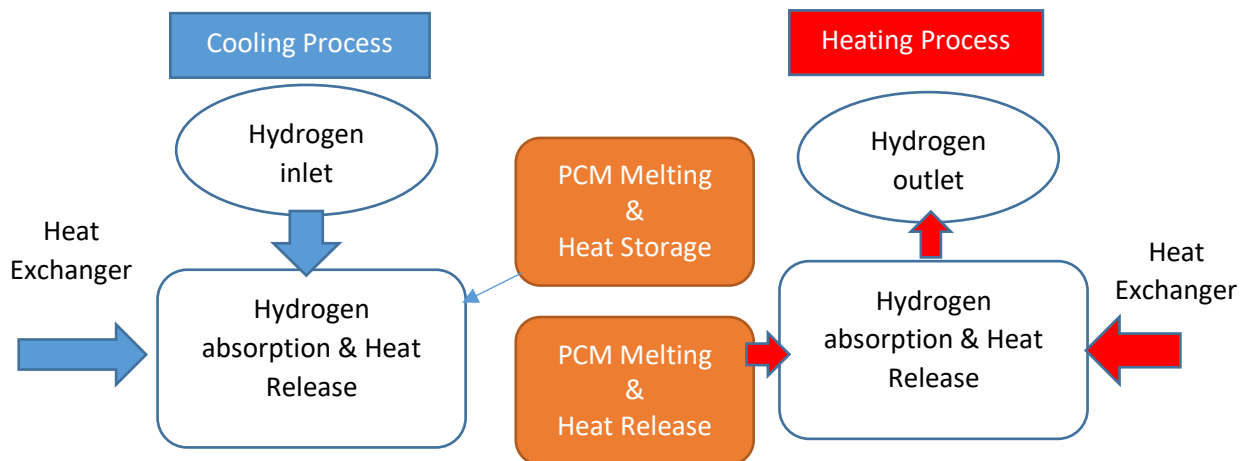 Cooling Process
Heating Process
Hydrogen
inlet
PCM Melting
&
Heat Storage
Hydrogen
outlet
Heat
Exchanger
Hydrogen
absorption & Heat
Release
PCM Melting
&
Heat Release
Hydrogen
absorption & Heat
Release
Heat
Exchanger